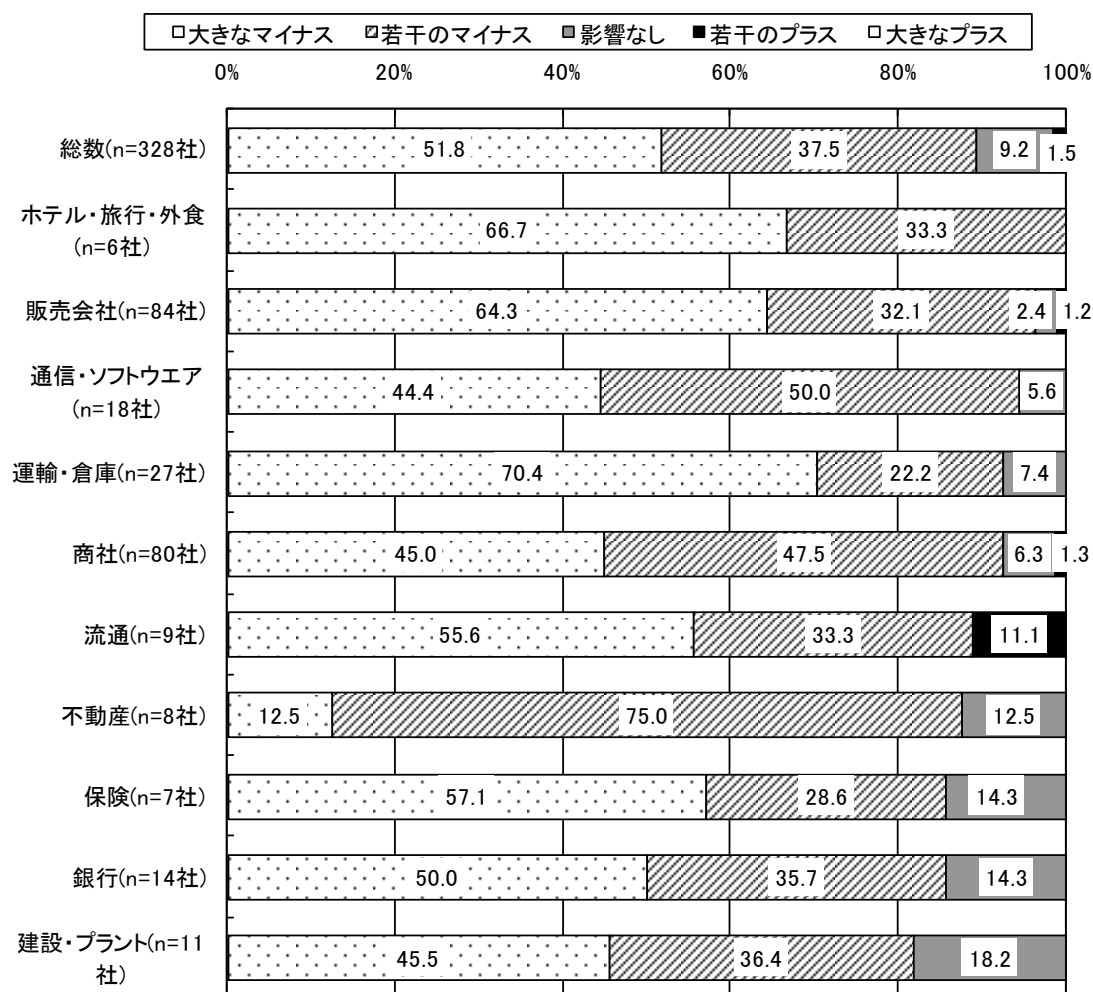 □大きなマイナス ▨若干のマイナス ■影響なし ■若干のプラス □大きなプラス
0% 20% 40% 60% 80% 100%
総数(n=328社) 51.8 37.5 9.2 1.5
ホテル・旅行・外食
(n=6社) 66.7 33.3
販売会社(n=84社) 64.3 32.1 2.4 1.2
通信・ソフトウエア
(n=18社) 44.4 50.0 5.6
運輸・倉庫(n=27社) 70.4 22.2 7.4
商社(n=80社) 45.0 47.5 6.3 1.3
流通(n=9社) 55.6 33.3 11.1
不動産(n=8社) 12.5 75.0 12.5
保険(n=7社) 57.1 28.6 14.3
銀行(n=14社) 50.0 35.7 14.3
建設・プラント(n=11
社) 45.5 36.4 18.2